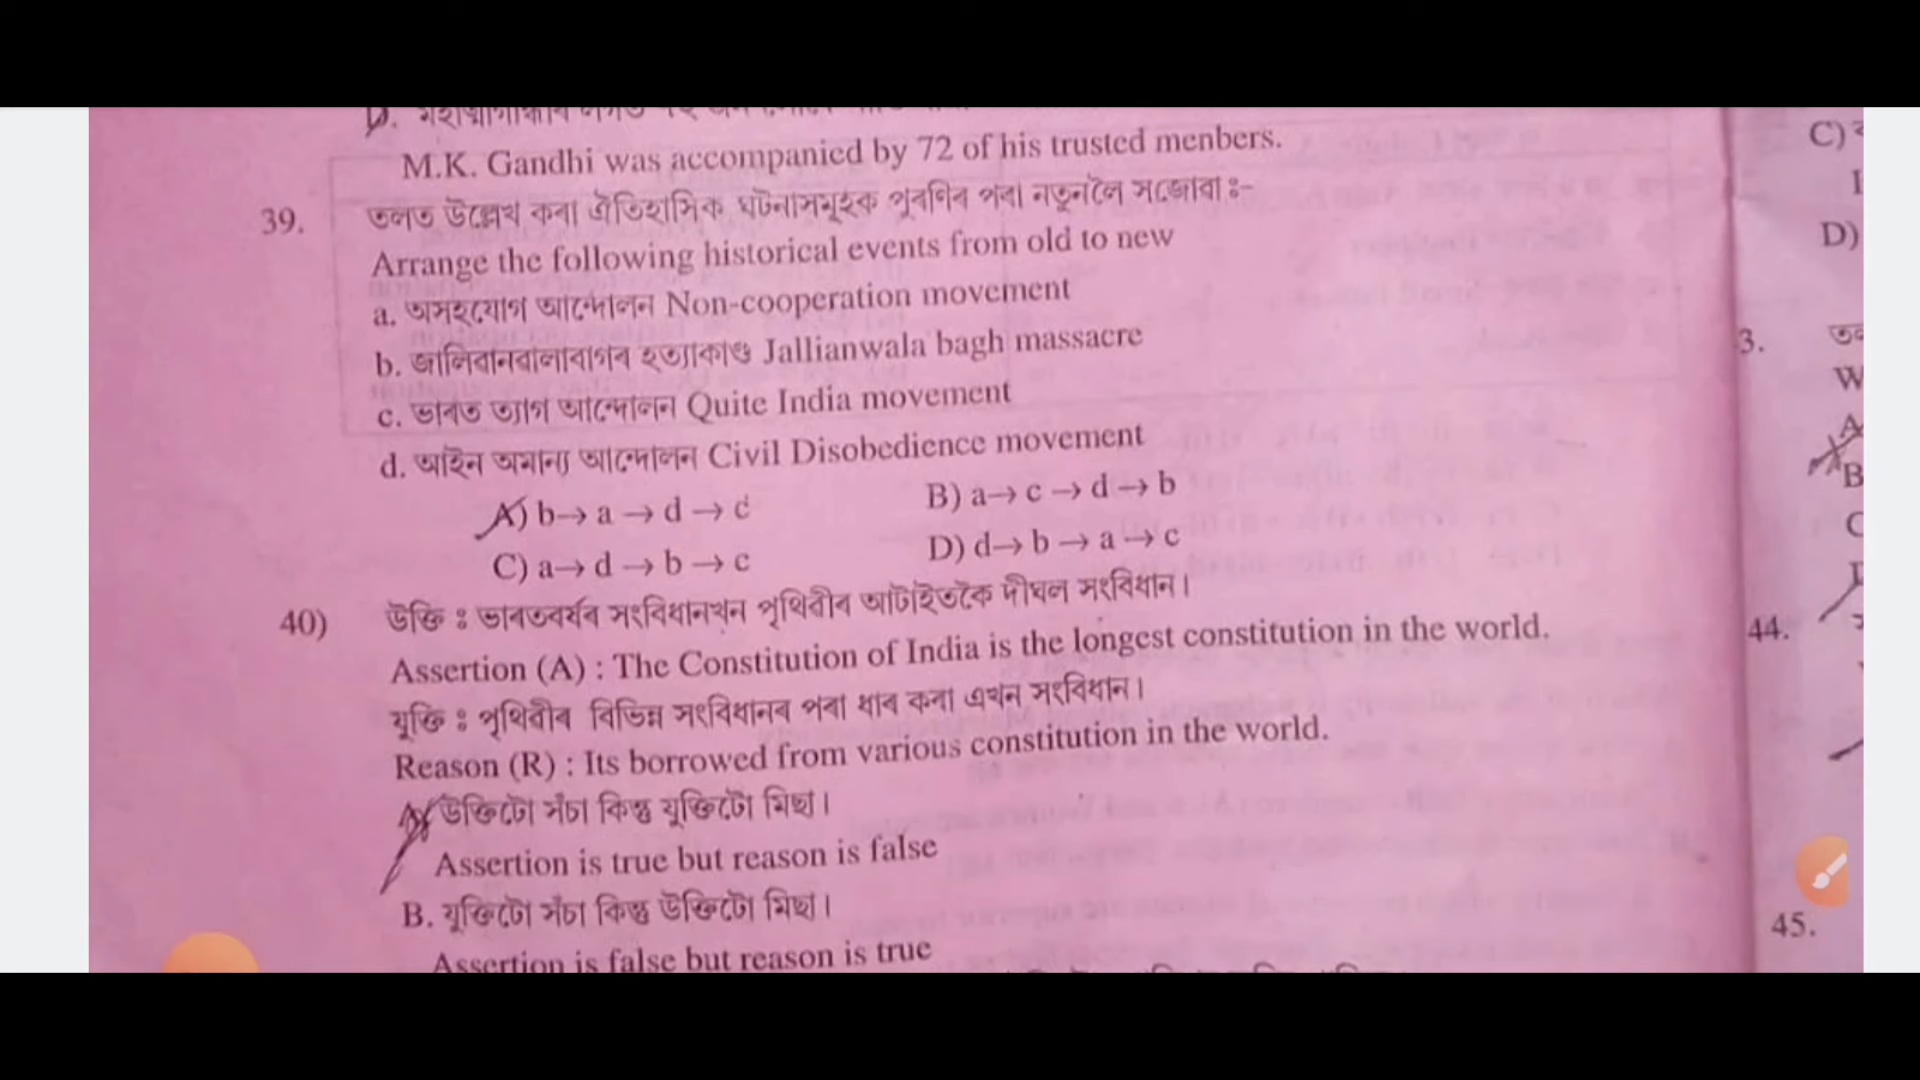 D.
M.K. Gandhi was accompanied by 72 of his trusted menbers.
39. তলত উল্লেখ কৰা ঐতিহাসিক ঘটনাসমূহক পূৰণিৰ পৰা নতুনলৈ সজোৱা ঃ-
Arrange the following historical events from old to new
a. অসহযোগ আন্দোলন Non-cooperation movement
b. জালিবানবালাবাগৰ হত্যাকাণ্ড Jallianwala bagh massacre
c. ভাৰত ত্যাগ আন্দোলন Quite India movement
d. আইন অমান্য আন্দোলন Civil Disobedience movement
A) b→ a → d → c B) a→ c → d → b
C) a→ d → b → c D) d→ b → a → c
40) উক্তি ঃ ভাৰতবৰ্ষৰ সংবিধানখন পৃথিবীৰ আটাইতকৈ দীঘল সংবিধান।
Assertion (A) : The Constitution of India is the longest constitution in the world.
যুক্তি ঃ পৃথিবীৰ বিভিন্ন সংবিধানৰ পৰা ধাৰ কৰা এখন সংবিধান।
Reason (R) : Its borrowed from various constitution in the world.
A. উক্তিটো সঁচা কিন্তু যুক্তিটো মিছা।
Assertion is true but reason is false
B. যুক্তিটো সঁচা কিন্তু উক্তিটো মিছা।
Assertion is false but reason is true
C)
D)
3.
W
A
B
C
44.
45.